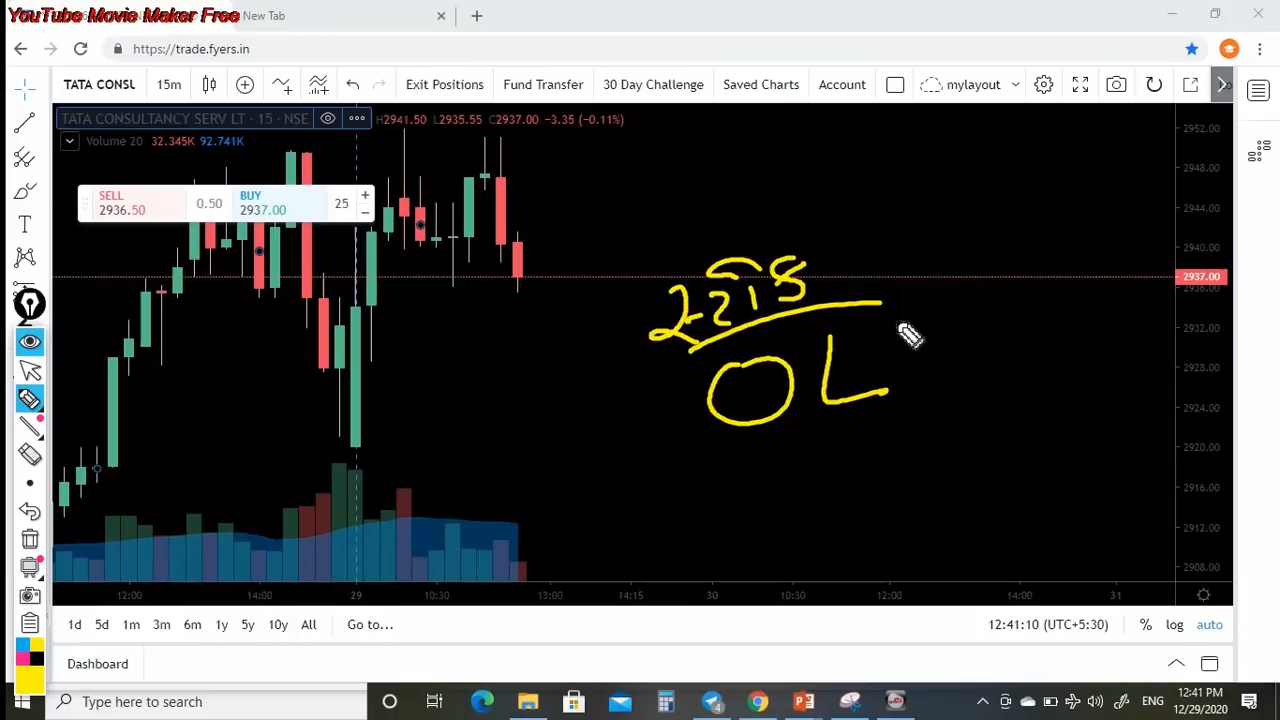 YouTube Movie Maker Free
New Tab
https://trade.fyers.in
TATA CONSL 15m Exit Positions Fund Transfer 30 Day Challenge Saved Charts Account mylayout
TATA CONSULTANCY SERV LT · 15 · NSE H2941.50 L2935.55 C2937.00 −3.35 (−0.11%)
Volume 20 32.345K 92.741K
SELL 2936.50 0.50 BUY 2937.00 25
2952.00
2948.00
2944.00
2940.00
2937.00
2936.00
2932.00
2928.00
2924.00
2920.00
2916.00
2912.00
2908.00
2218
OL
12:00 14:00 29 10:30 13:00 14:15 30 10:30 12:00 14:00 31
1d 5d 1m 3m 6m 1y 5y 10y All Go to... 12:41:10 (UTC+5:30) % log auto
Dashboard
Type here to search ENG 12:41 PM
12/29/2020